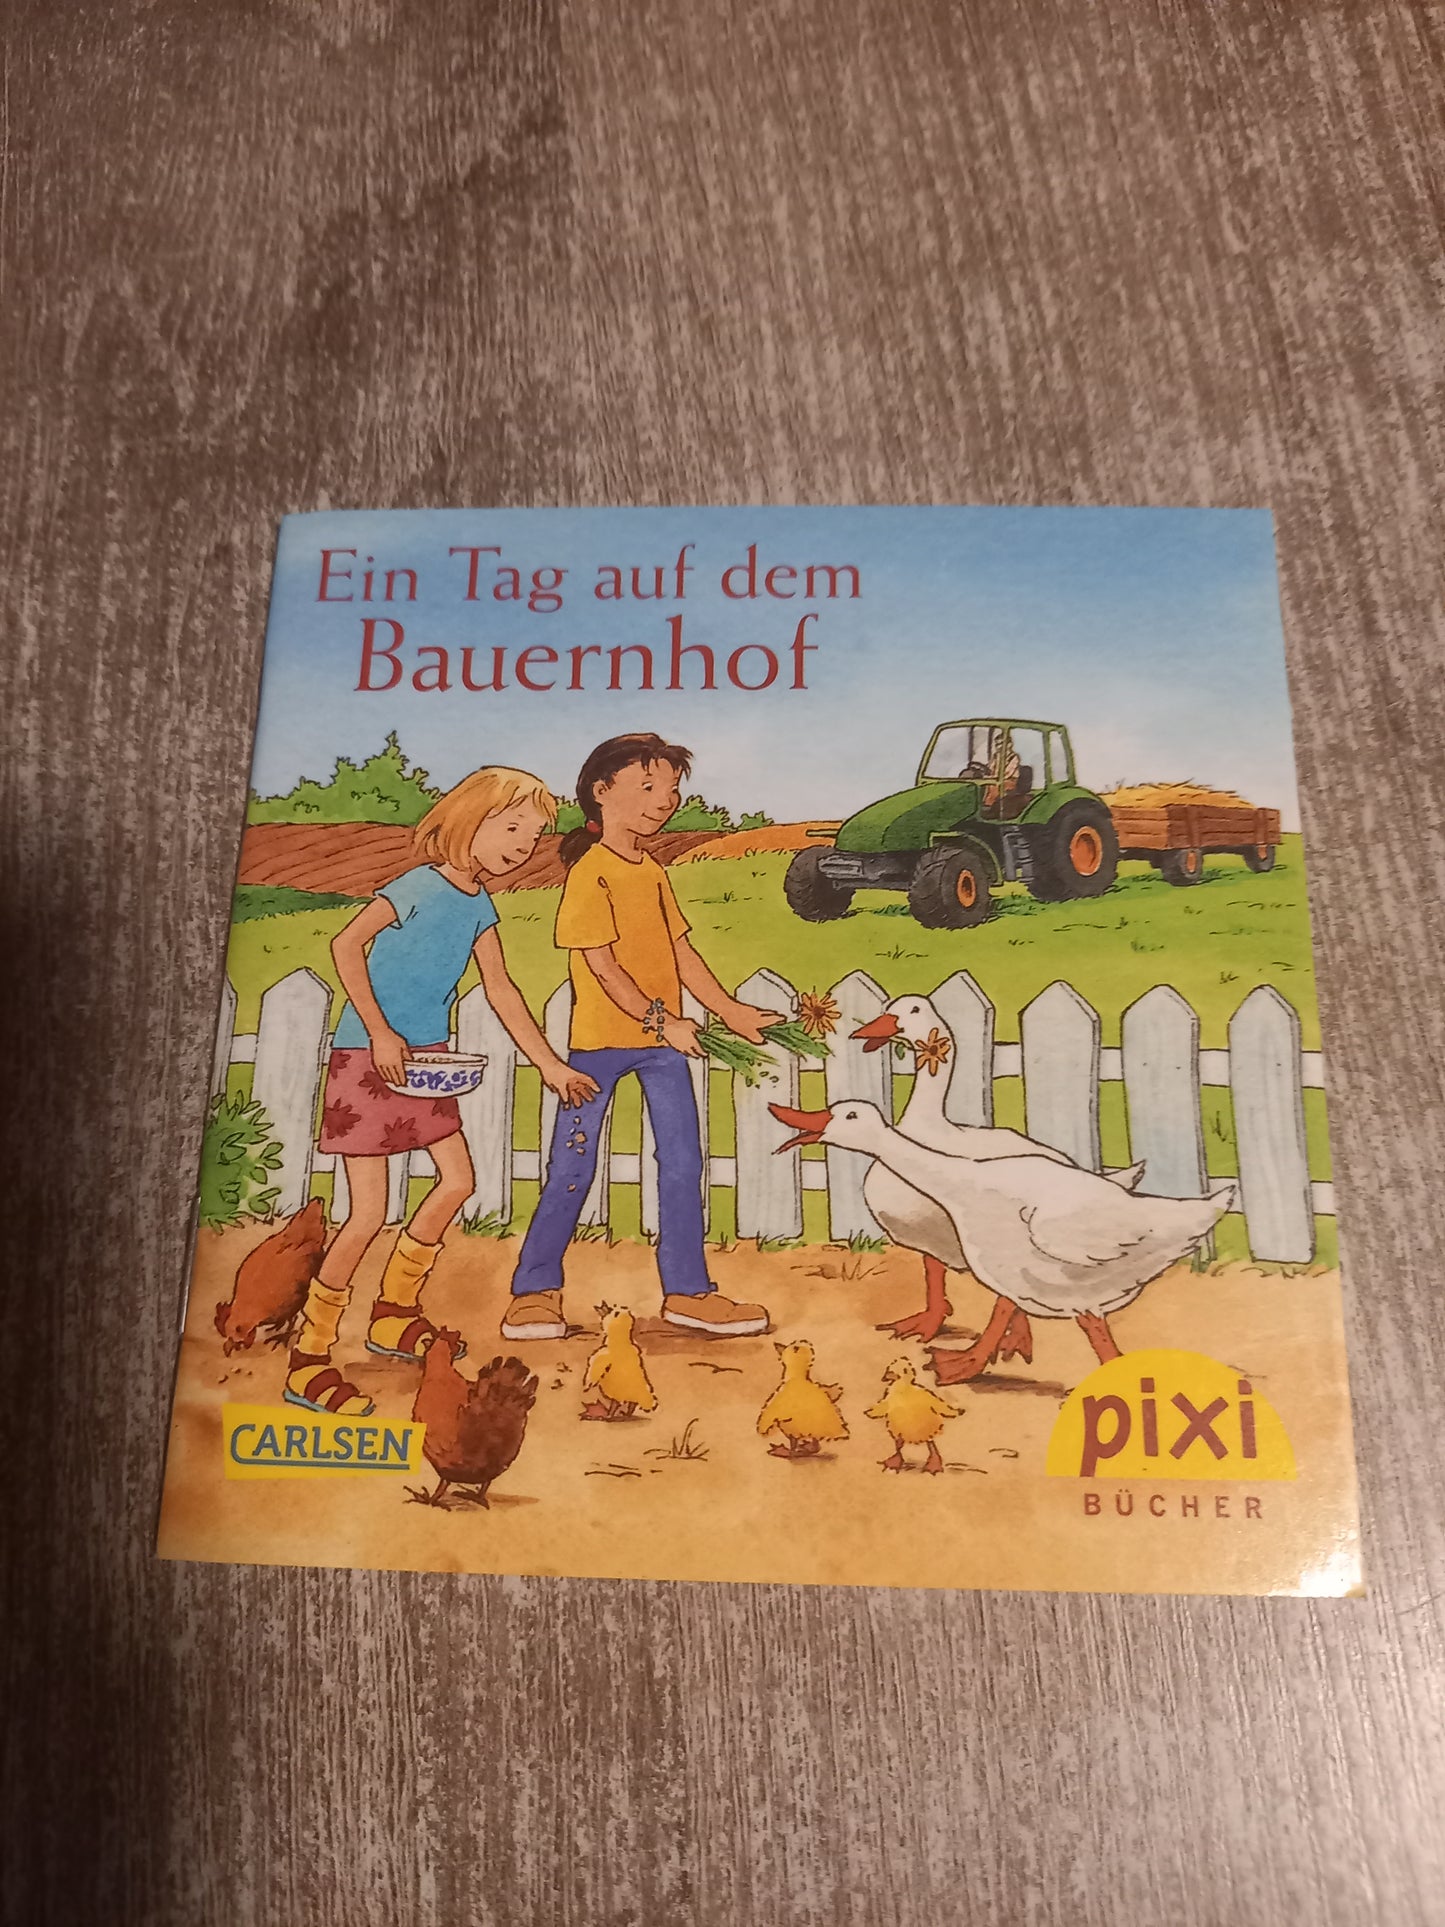 Ein Tag auf dem
Bauernhof
CARLSEN
pixi
BÜCHER